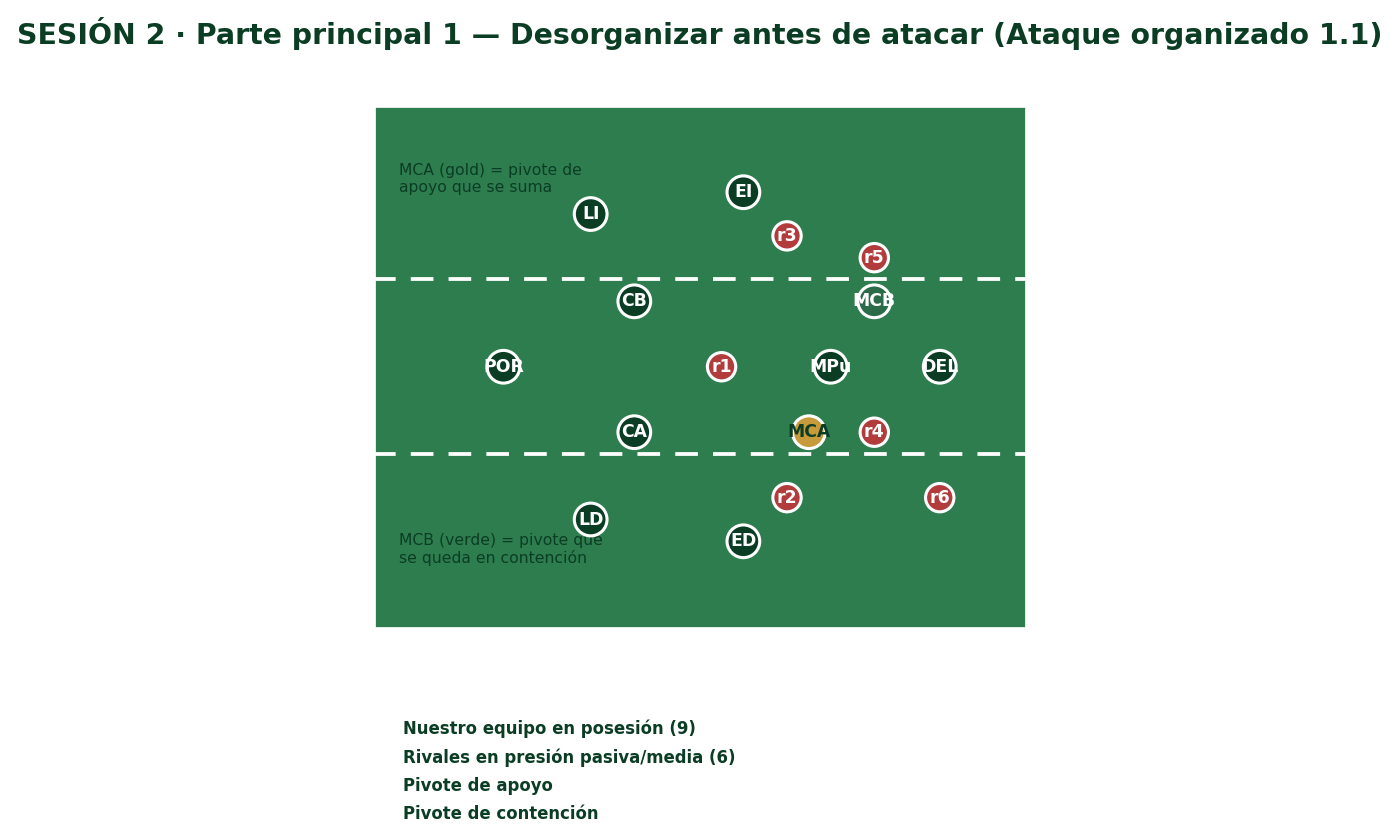 SESIÓN 2 · Parte principal 1 — Desorganizar antes de atacar (Ataque organizado 1.1)
MCA (gold) = pivote de
apoyo que se suma
EI
LI
r3
r5
CB
MCB
POR
r1
MPu
DEL
CA
MCA
r4
r2
r6
LD
ED
MCB (verde) = pivote que
se queda en contención
Nuestro equipo en posesión (9)
Rivales en presión pasiva/media (6)
Pivote de apoyo
Pivote de contención